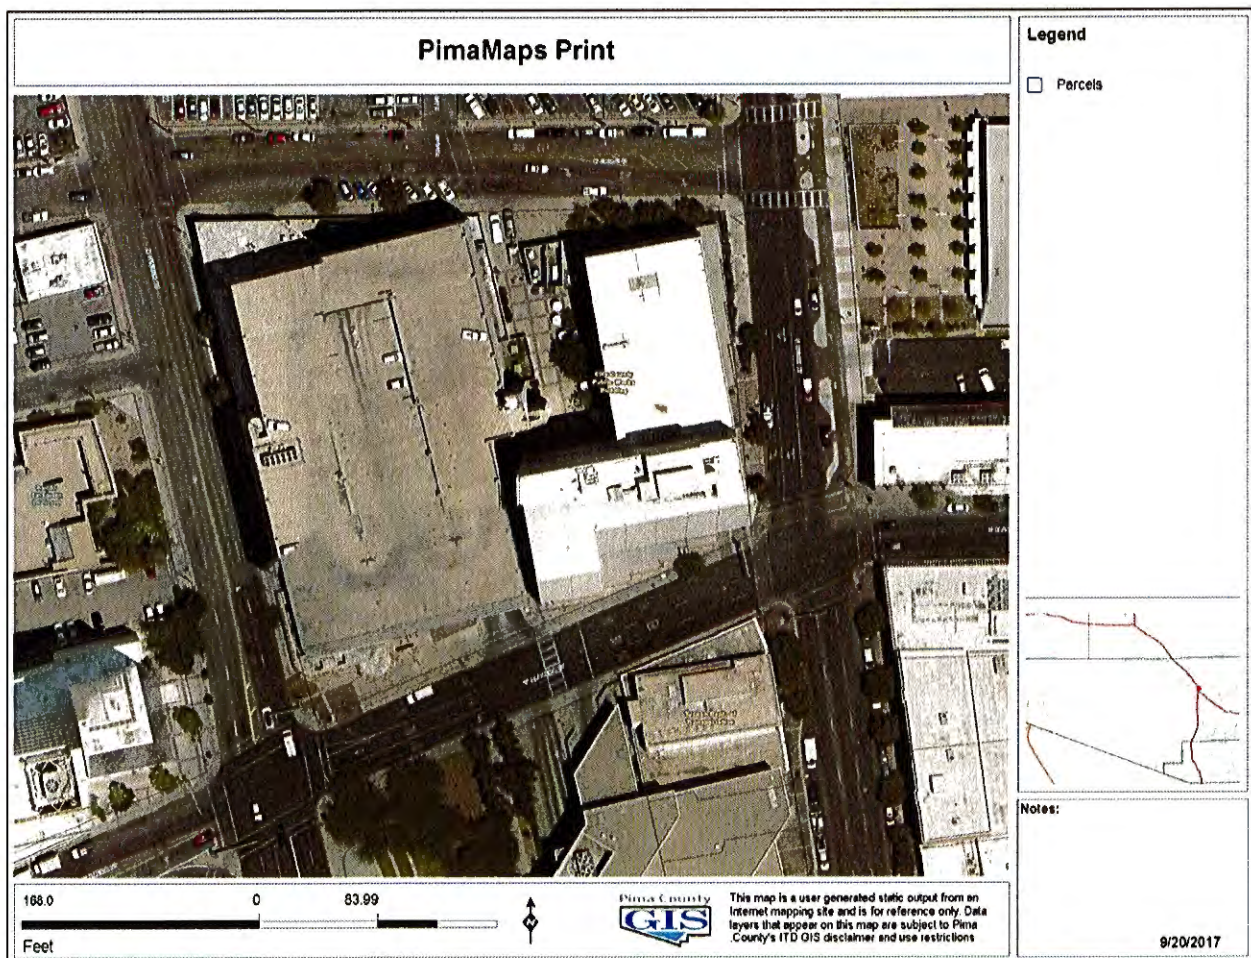 PimaMaps Print
Legend
Parcels
Notes:
168.0 0 83.99
Feet
Pima County
GIS
This map is a user generated static output from an
Internet mapping site and is for reference only. Data
layers that appear on this map are subject to Pima
County's ITD GIS disclaimer and use restrictions
9/20/2017